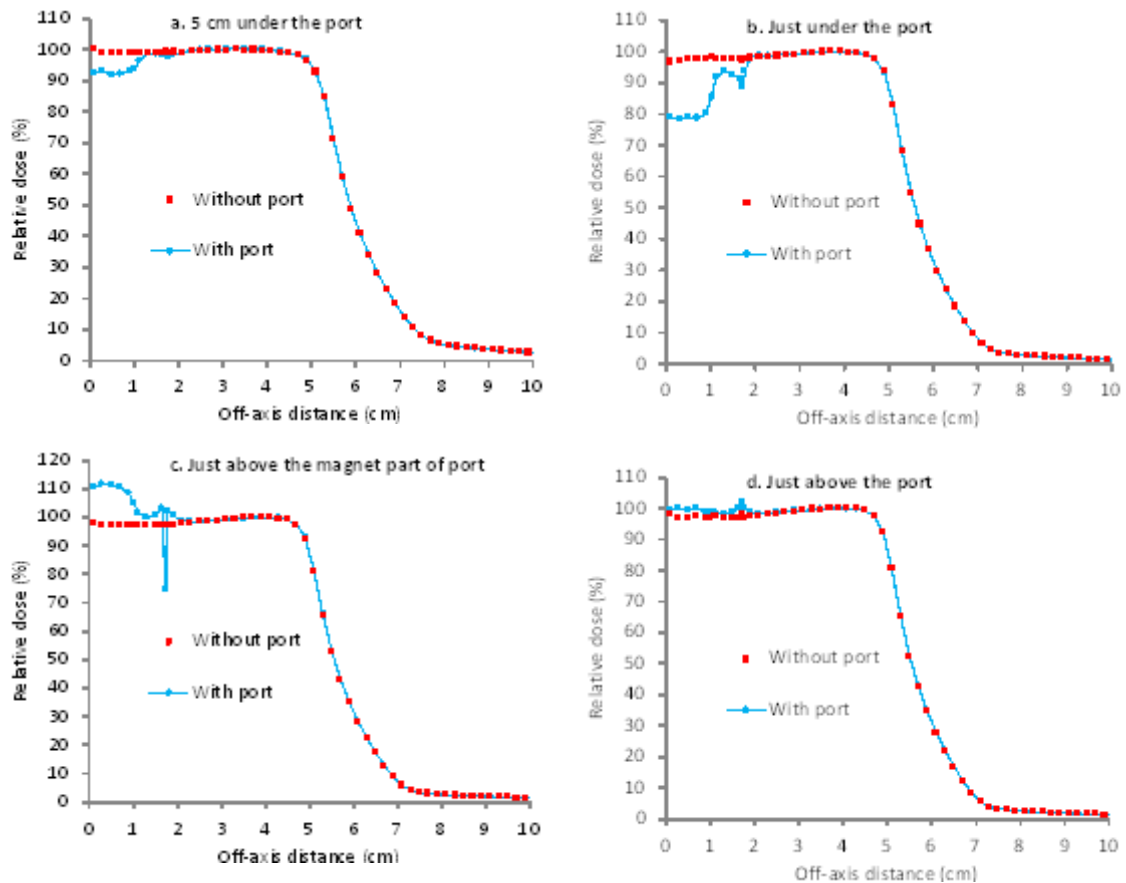 a. 5 cm under the port
110
100
90
80
70
60
50
40
30
20
10
0
Relative dose (%)
Without port
With port
0 1 2 3 4 5 6 7 8 9 10
Off-axis distance (cm)
b. Just under the port
110
100
90
80
70
60
50
40
30
20
10
0
Relative dose (%)
Without port
With port
0 1 2 3 4 5 6 7 8 9 10
Off-axis distance (cm)
c. Just above the magnet part of port
120
110
100
90
80
70
60
50
40
30
20
10
0
Relative dose (%)
Without port
With port
0 1 2 3 4 5 6 7 8 9 10
Off-axis distance (cm)
d. Just above the port
110
100
90
80
70
60
50
40
30
20
10
0
Relative dose (%)
Without port
With port
0 1 2 3 4 5 6 7 8 9 10
Off-axis distance (cm)